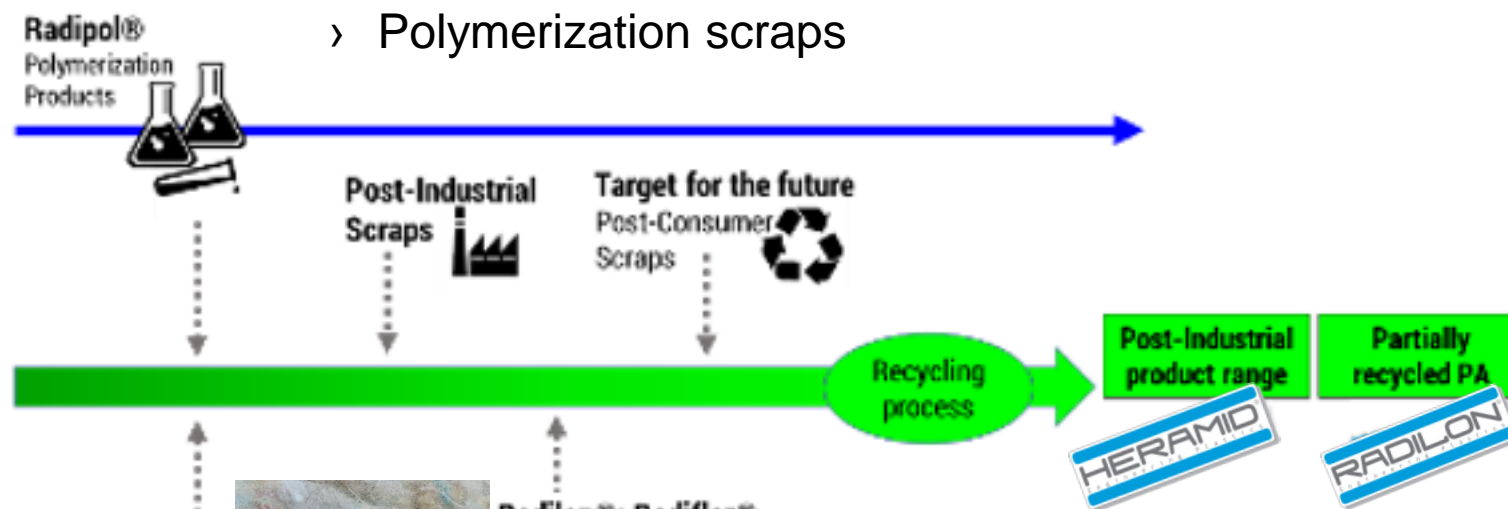 Radipol®
Polymerization
Products
› Polymerization scraps
Post-Industrial
Scraps
Target for the future
Post-Consumer
Scraps
Recycling
process
Post-Industrial
product range
Partially
recycled PA
HERAMID
RADILON